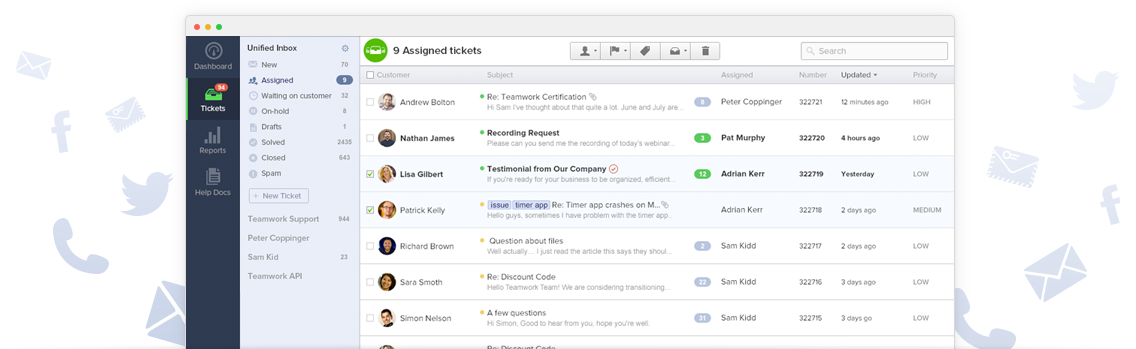 Unified Inbox
9 Assigned tickets
Search
Dashboard
94
Tickets
Reports
Help Docs
New 70
Assigned 9
Waiting on customer 32
On-hold 8
Drafts 1
Solved 2435
Closed 643
Spam
+ New Ticket
Teamwork Support 944
Peter Coppinger
Sam Kid 23
Teamwork API
Customer Subject Assigned Number Updated Priority
Andrew Bolton Re: Teamwork Certification 8 Peter Coppinger 322721 12 minutes ago HIGH
Hi Sam I've thought about that quite a lot. June and July are...
Nathan James Recording Request 3 Pat Murphy 322720 4 hours ago LOW
Please can you send me the recording of today's webinar...
Lisa Gilbert Testimonial from Our Company 12 Adrian Kerr 322719 Yesterday LOW
If you're ready for your business to be organized, efficient...
Patrick Kelly issue timer app Re: Timer app crashes on M... Adrian Kerr 322718 2 days ago MEDIUM
Hello guys, sometimes I have problem with the timer app..
Richard Brown Question about files 2 Sam Kidd 322717 2 days ago LOW
Well actually... I just read the article this says they shoul...
Sara Smoth Re: Discount Code 22 Sam Kidd 322716 3 days ago LOW
Hello Teamwork Team! We are considering transitioning...
Simon Nelson A few questions 31 Sam Kidd 322715 3 days ago LOW
Hi Simon, Good to hear from you, hope you're well.
Re: Discount Code